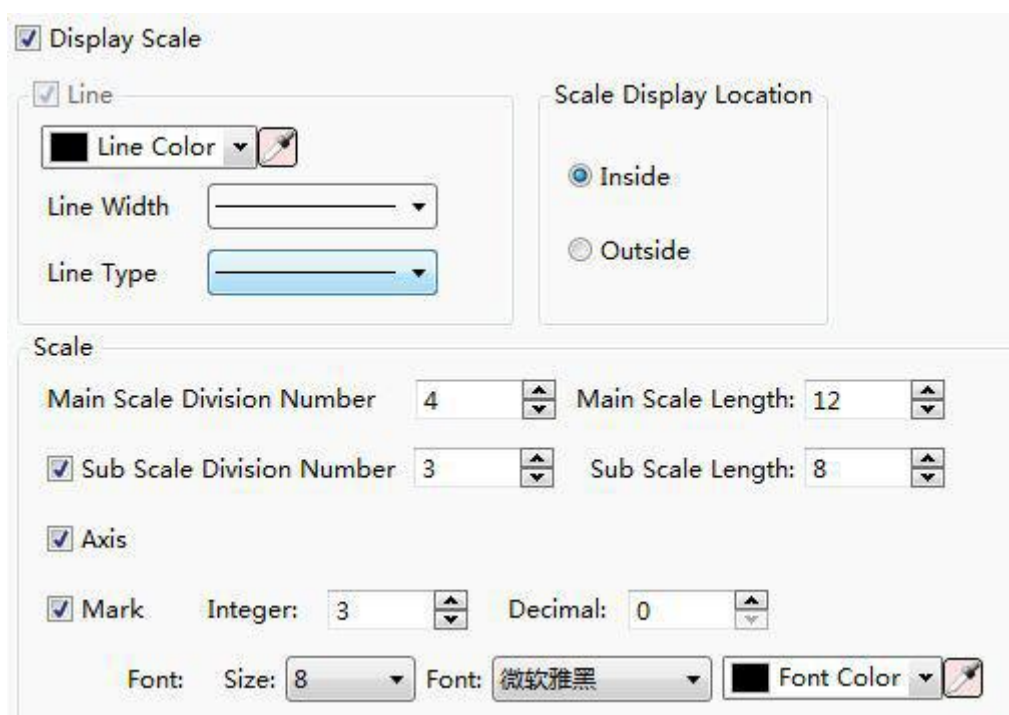 Display Scale
Line
Scale Display Location
Line Color
Inside
Line Width
Outside
Line Type
Scale
Main Scale Division Number 4 Main Scale Length: 12
Sub Scale Division Number 3 Sub Scale Length: 8
Axis
Mark Integer: 3 Decimal: 0
Font: Size: 8 Font: 微软雅黑 Font Color